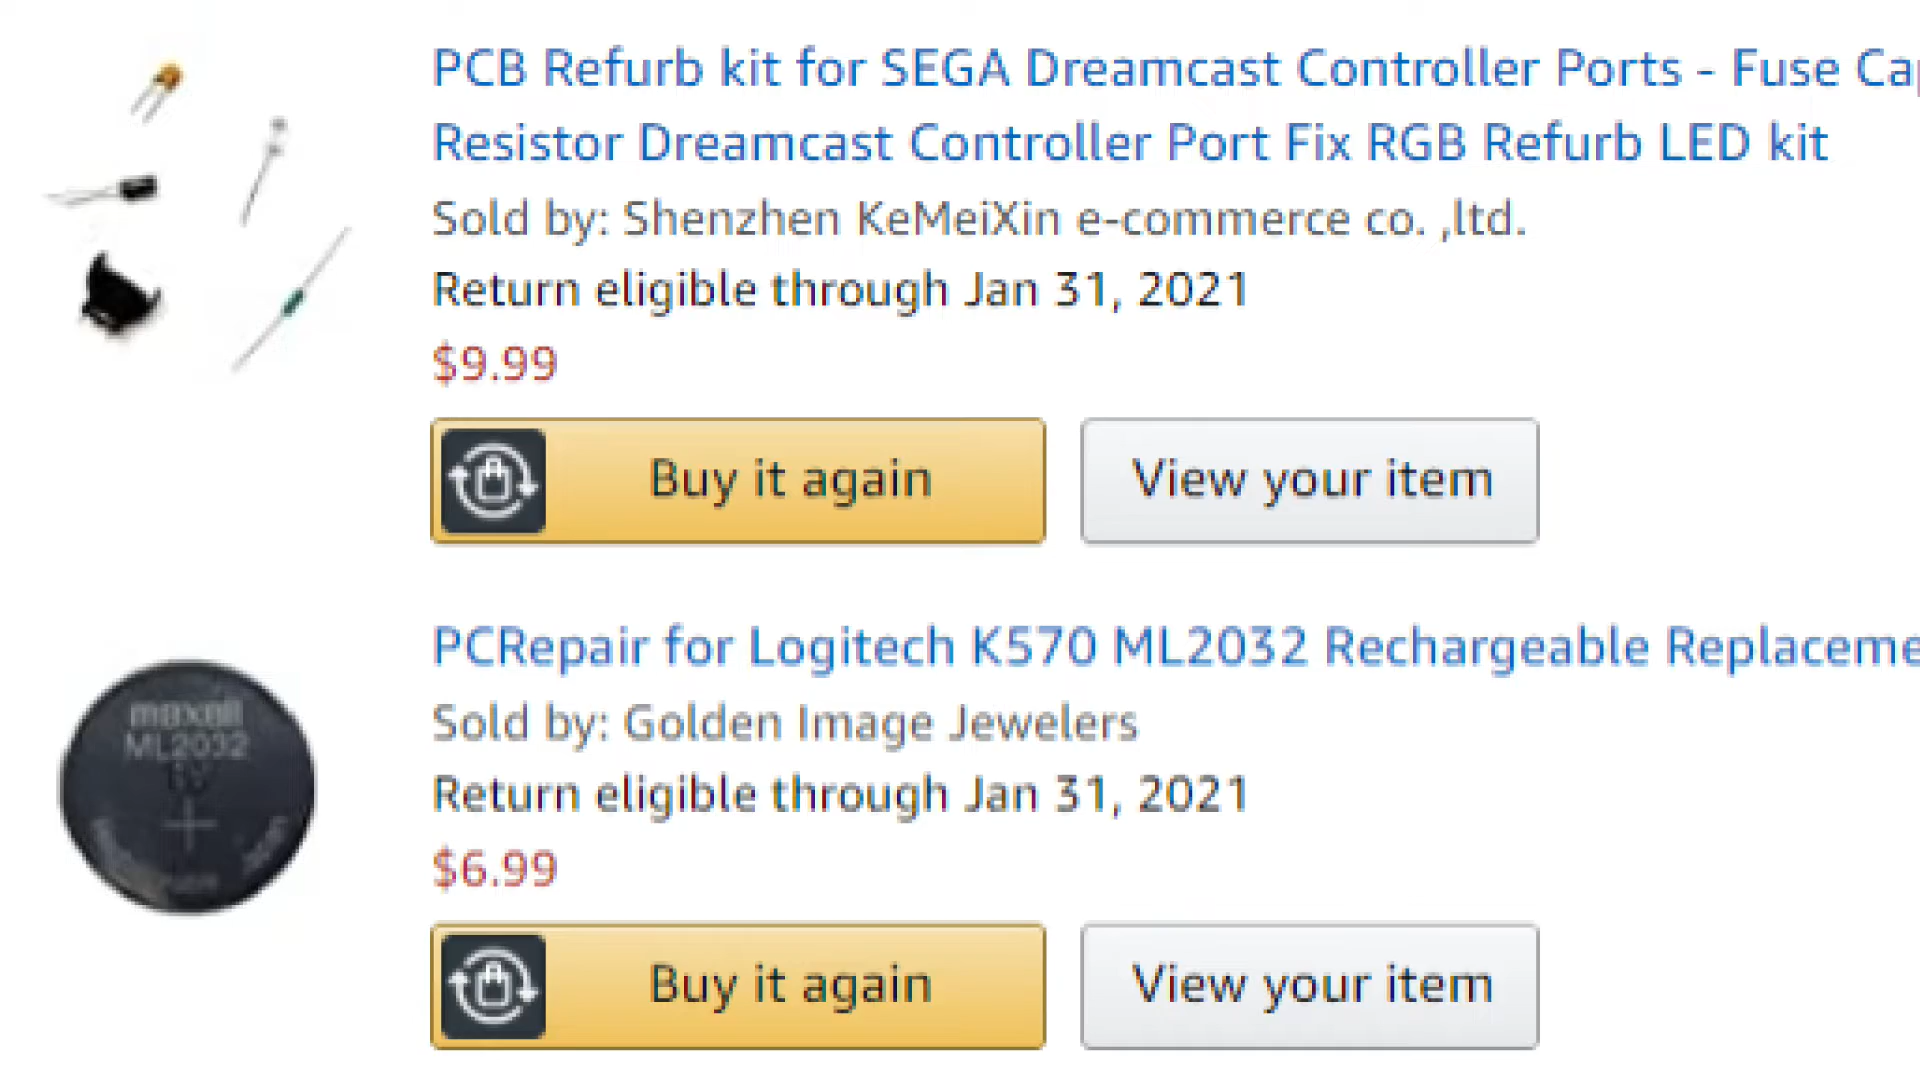 PCB Refurb kit for SEGA Dreamcast Controller Ports - Fuse
Resistor Dreamcast Controller Port Fix RGB Refurb LED kit
Sold by: Shenzhen KeMeiXin e-commerce co. ,ltd.
Return eligible through Jan 31, 2021
$9.99
Buy it again
View your item
PCRepair for Logitech K570 ML2032 Rechargeable
Sold by: Golden Image Jewelers
Return eligible through Jan 31, 2021
maxell
ML2032
$6.99
Buy it again
View your item